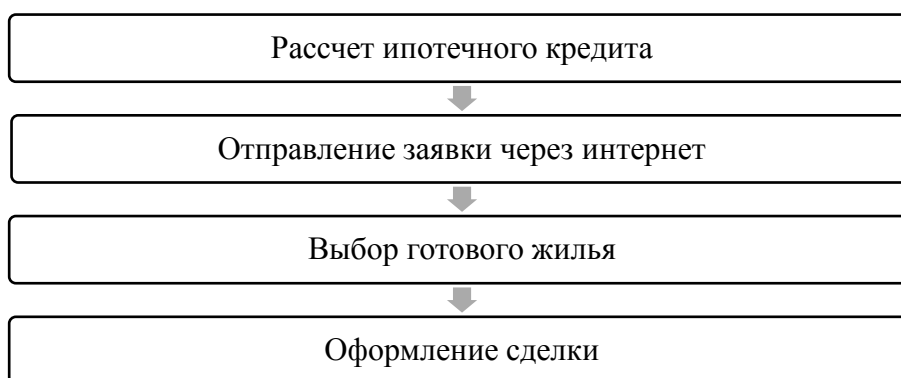 Рассчет ипотечного кредита
Отправление заявки через интернет
Выбор готового жилья
Оформление сделки